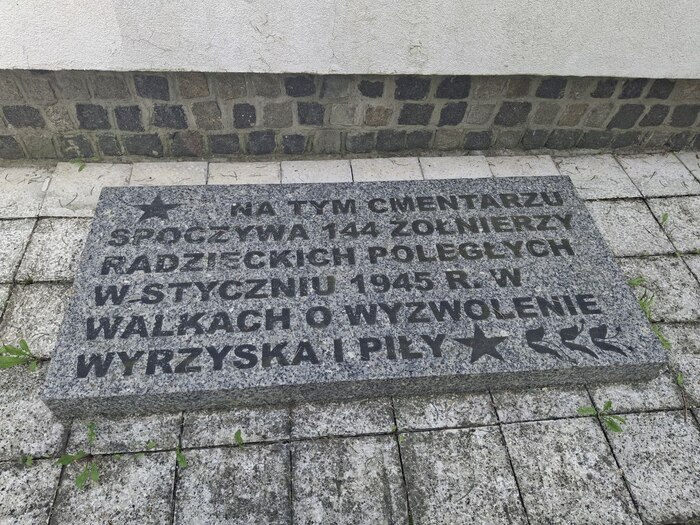 NA TYM CMENTARZU
SPOCZYWA 144 ŻOŁNIERZY
RADZIECKICH POLEGŁYCH
W STYCZNIU 1945 R. W
WALKACH O WYZWOLENIE
WYRZYSKA I PIŁY